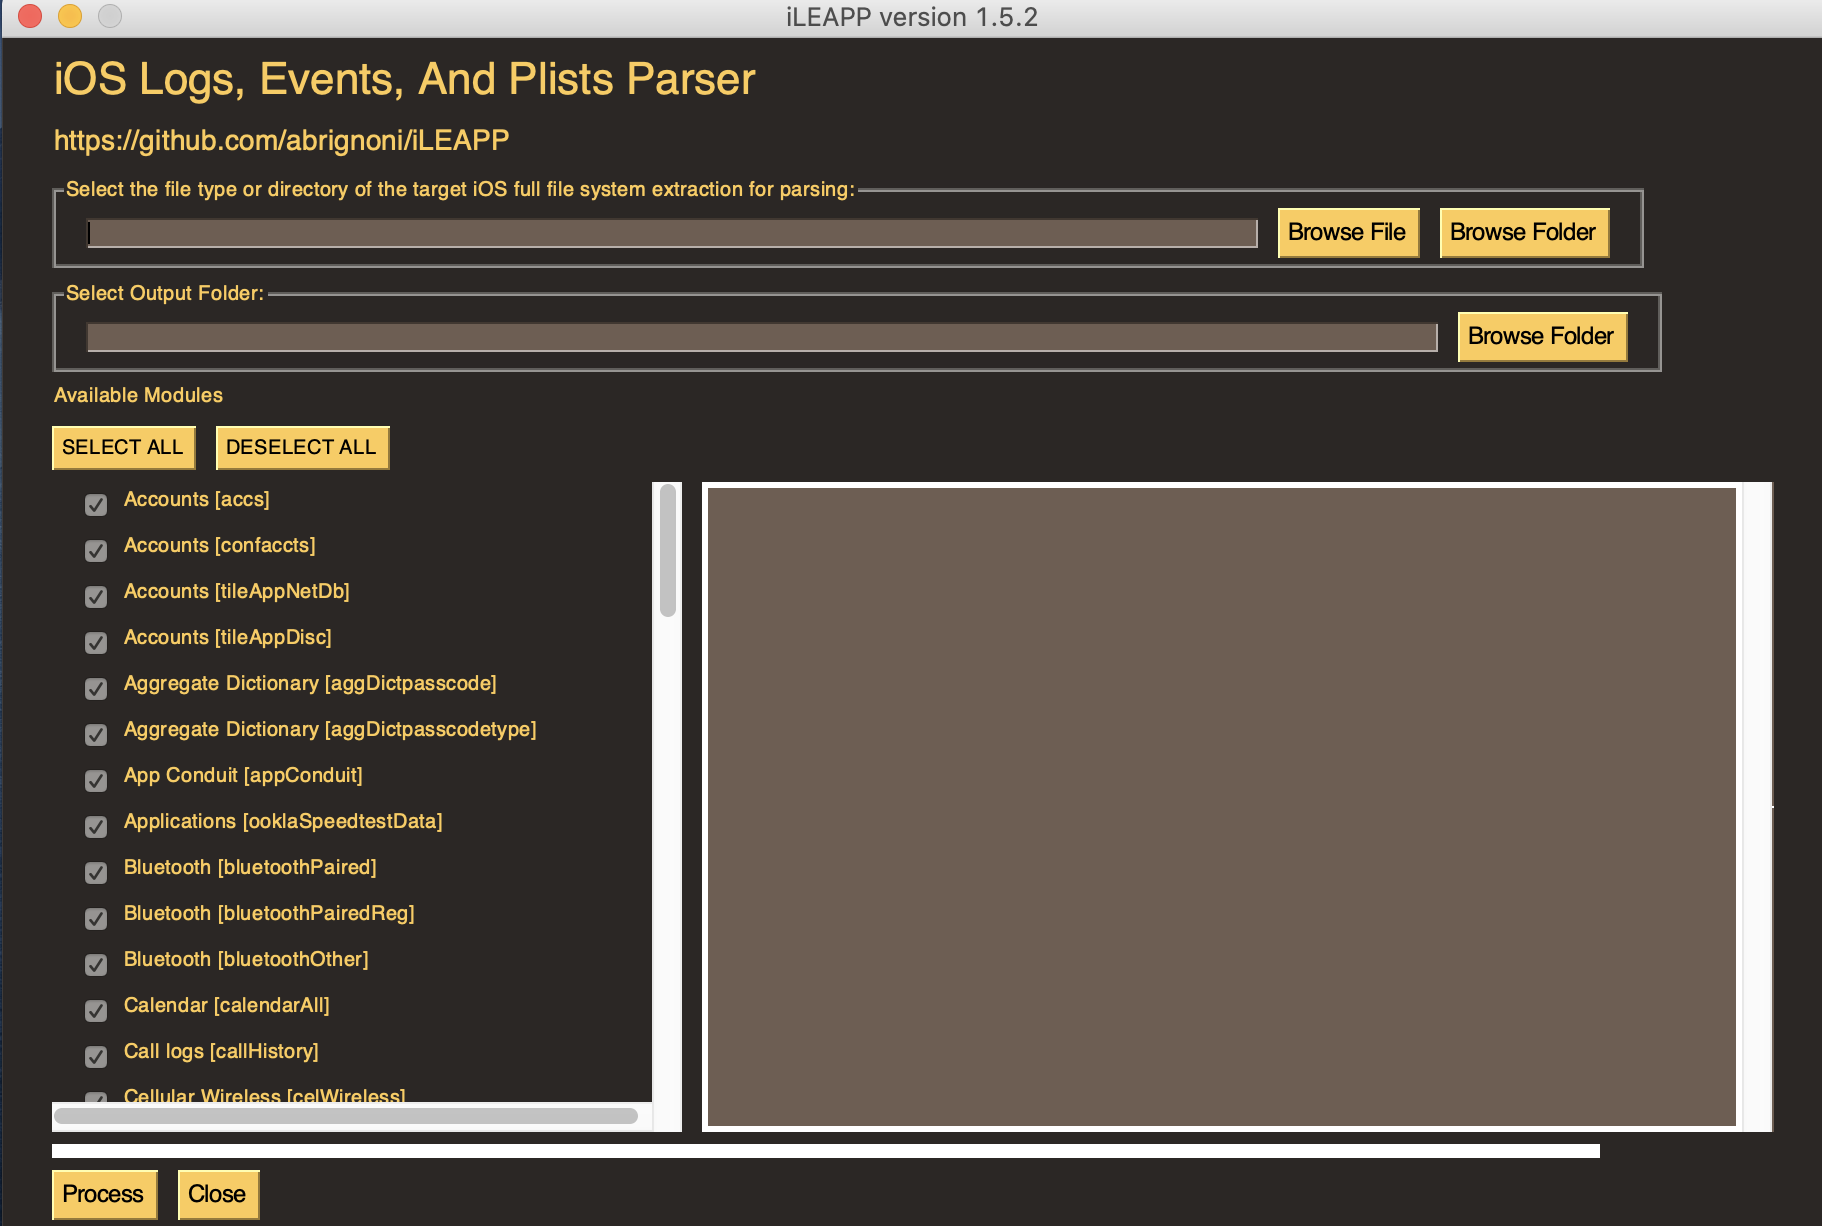 iLEAPP version 1.5.2
iOS Logs, Events, And Plists Parser
https://github.com/abrignoni/iLEAPP
Select the file type or directory of the target iOS full file system extraction for parsing:
Browse File Browse Folder
Select Output Folder:
Browse Folder
Available Modules
SELECT ALL DESELECT ALL
Accounts [accs]
Accounts [confaccts]
Accounts [tileAppNetDb]
Accounts [tileAppDisc]
Aggregate Dictionary [aggDictpasscode]
Aggregate Dictionary [aggDictpasscodetype]
App Conduit [appConduit]
Applications [ooklaSpeedtestData]
Bluetooth [bluetoothPaired]
Bluetooth [bluetoothPairedReg]
Bluetooth [bluetoothOther]
Calendar [calendarAll]
Call logs [callHistory]
Cellular Wireless [celWireless]
Process Close